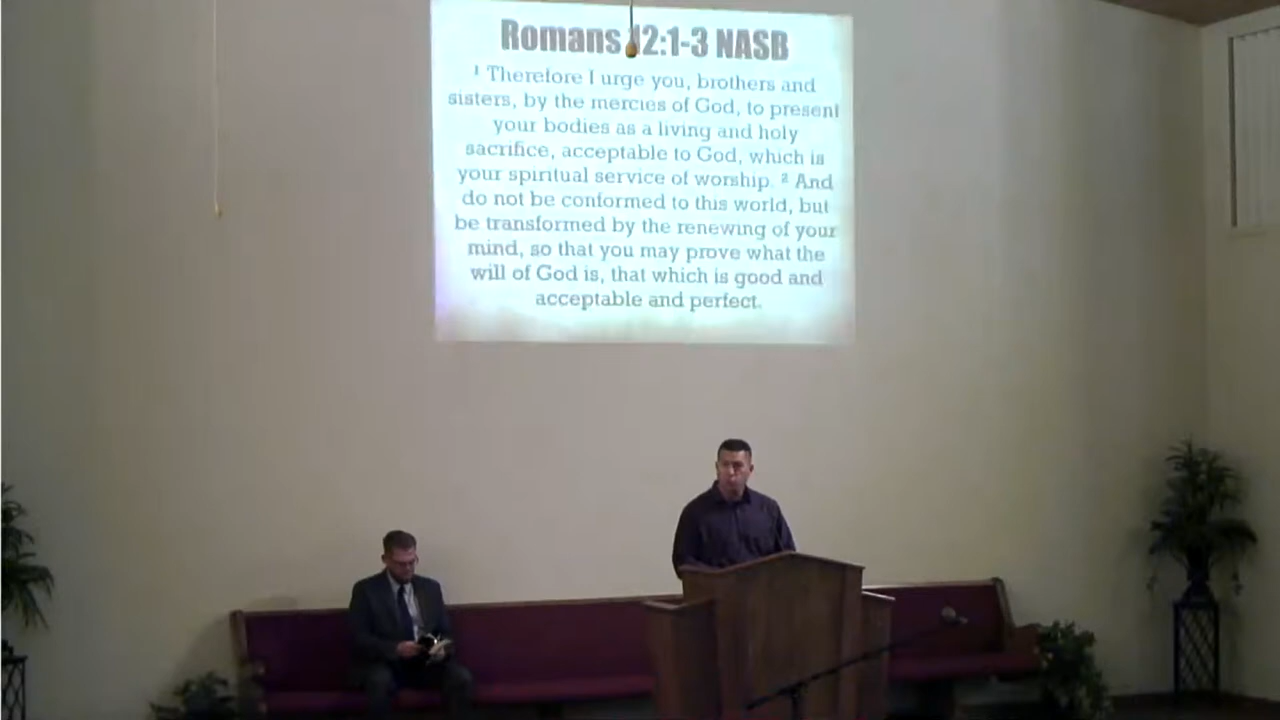 Romans 12:1-3 NASB
1 Therefore I urge you, brothers and
sisters, by the mercies of God, to present
your bodies as a living and holy
sacrifice, acceptable to God, which is
your spiritual service of worship. 2 And
do not be conformed to this world, but
be transformed by the renewing of your
mind, so that you may prove what the
will of God is, that which is good and
acceptable and perfect.